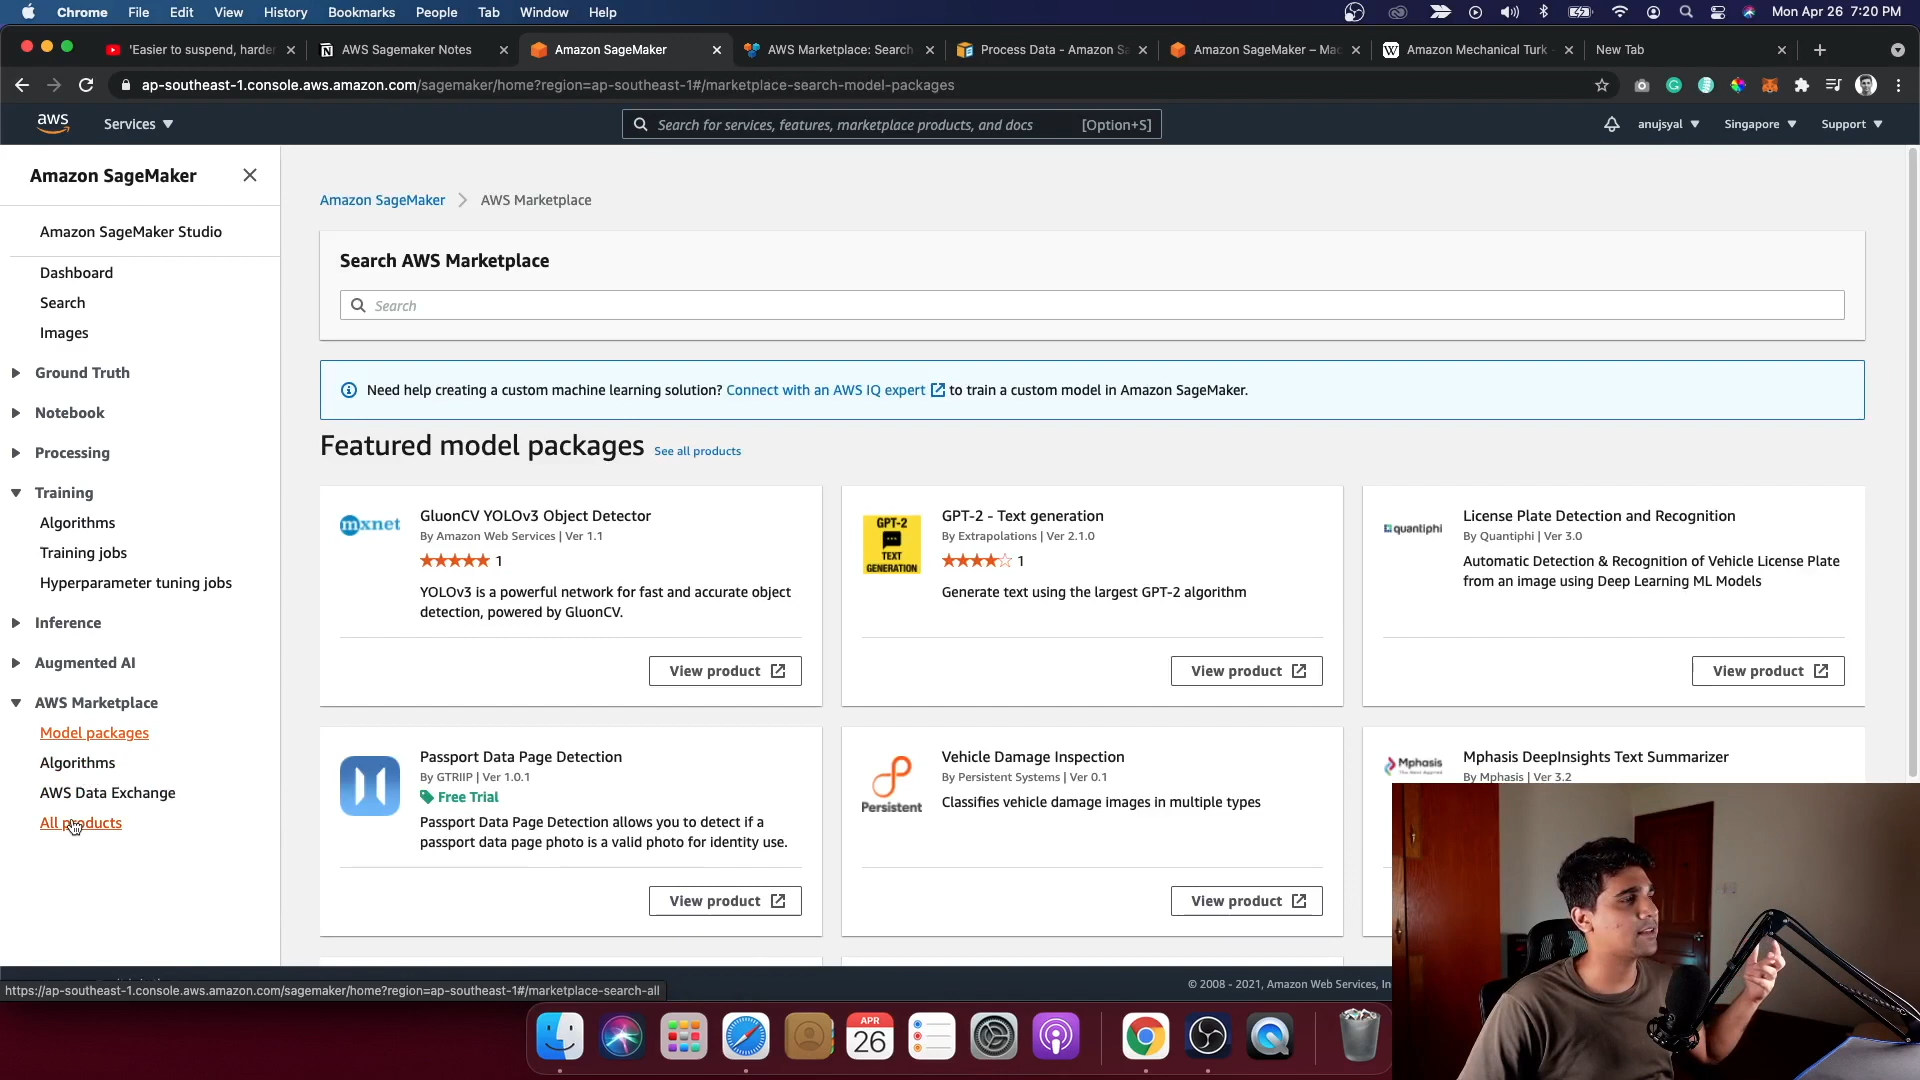 Chrome File Edit View History Bookmarks People Tab Window Help Mon Apr 26 7:20 PM
'Easier to suspend, harder AWS Sagemaker Notes Amazon SageMaker AWS Marketplace: Search Process Data - Amazon S Amazon SageMaker – Mac Amazon Mechanical Turk - New Tab
ap-southeast-1.console.aws.amazon.com/sagemaker/home?region=ap-southeast-1#/marketplace-search-model-packages
aws Services Search for services, features, marketplace products, and docs [Option+S] anujsyal Singapore Support
Amazon SageMaker
Amazon SageMaker Studio
Dashboard
Search
Images
Ground Truth
Notebook
Processing
Training
Algorithms
Training jobs
Hyperparameter tuning jobs
Inference
Augmented AI
AWS Marketplace
Model packages
Algorithms
AWS Data Exchange
All products
Amazon SageMaker AWS Marketplace
Search AWS Marketplace
Search
Need help creating a custom machine learning solution? Connect with an AWS IQ expert to train a custom model in Amazon SageMaker.
Featured model packages See all products
mxnet
GluonCV YOLOv3 Object Detector
By Amazon Web Services | Ver 1.1
1
YOLOv3 is a powerful network for fast and accurate object
detection, powered by GluonCV.
View product
GPT-2
TEXT
GENERATION
GPT-2 - Text generation
By Extrapolations | Ver 2.1.0
1
Generate text using the largest GPT-2 algorithm
View product
quantiphi
License Plate Detection and Recognition
By Quantiphi | Ver 3.0
Automatic Detection & Recognition of Vehicle License Plate
from an image using Deep Learning ML Models
View product
Passport Data Page Detection
By GTRIIP | Ver 1.0.1
Free Trial
Passport Data Page Detection allows you to detect if a
passport data page photo is a valid photo for identity use.
View product
Persistent
Vehicle Damage Inspection
By Persistent Systems | Ver 0.1
Classifies vehicle damage images in multiple types
View product
Mphasis
Mphasis DeepInsights Text Summarizer
By Mphasis | Ver 3.2
https://ap-southeast-1.console.aws.amazon.com/sagemaker/home?region=ap-southeast-1#/marketplace-search-all
© 2008 - 2021, Amazon Web Services, In
APR
26